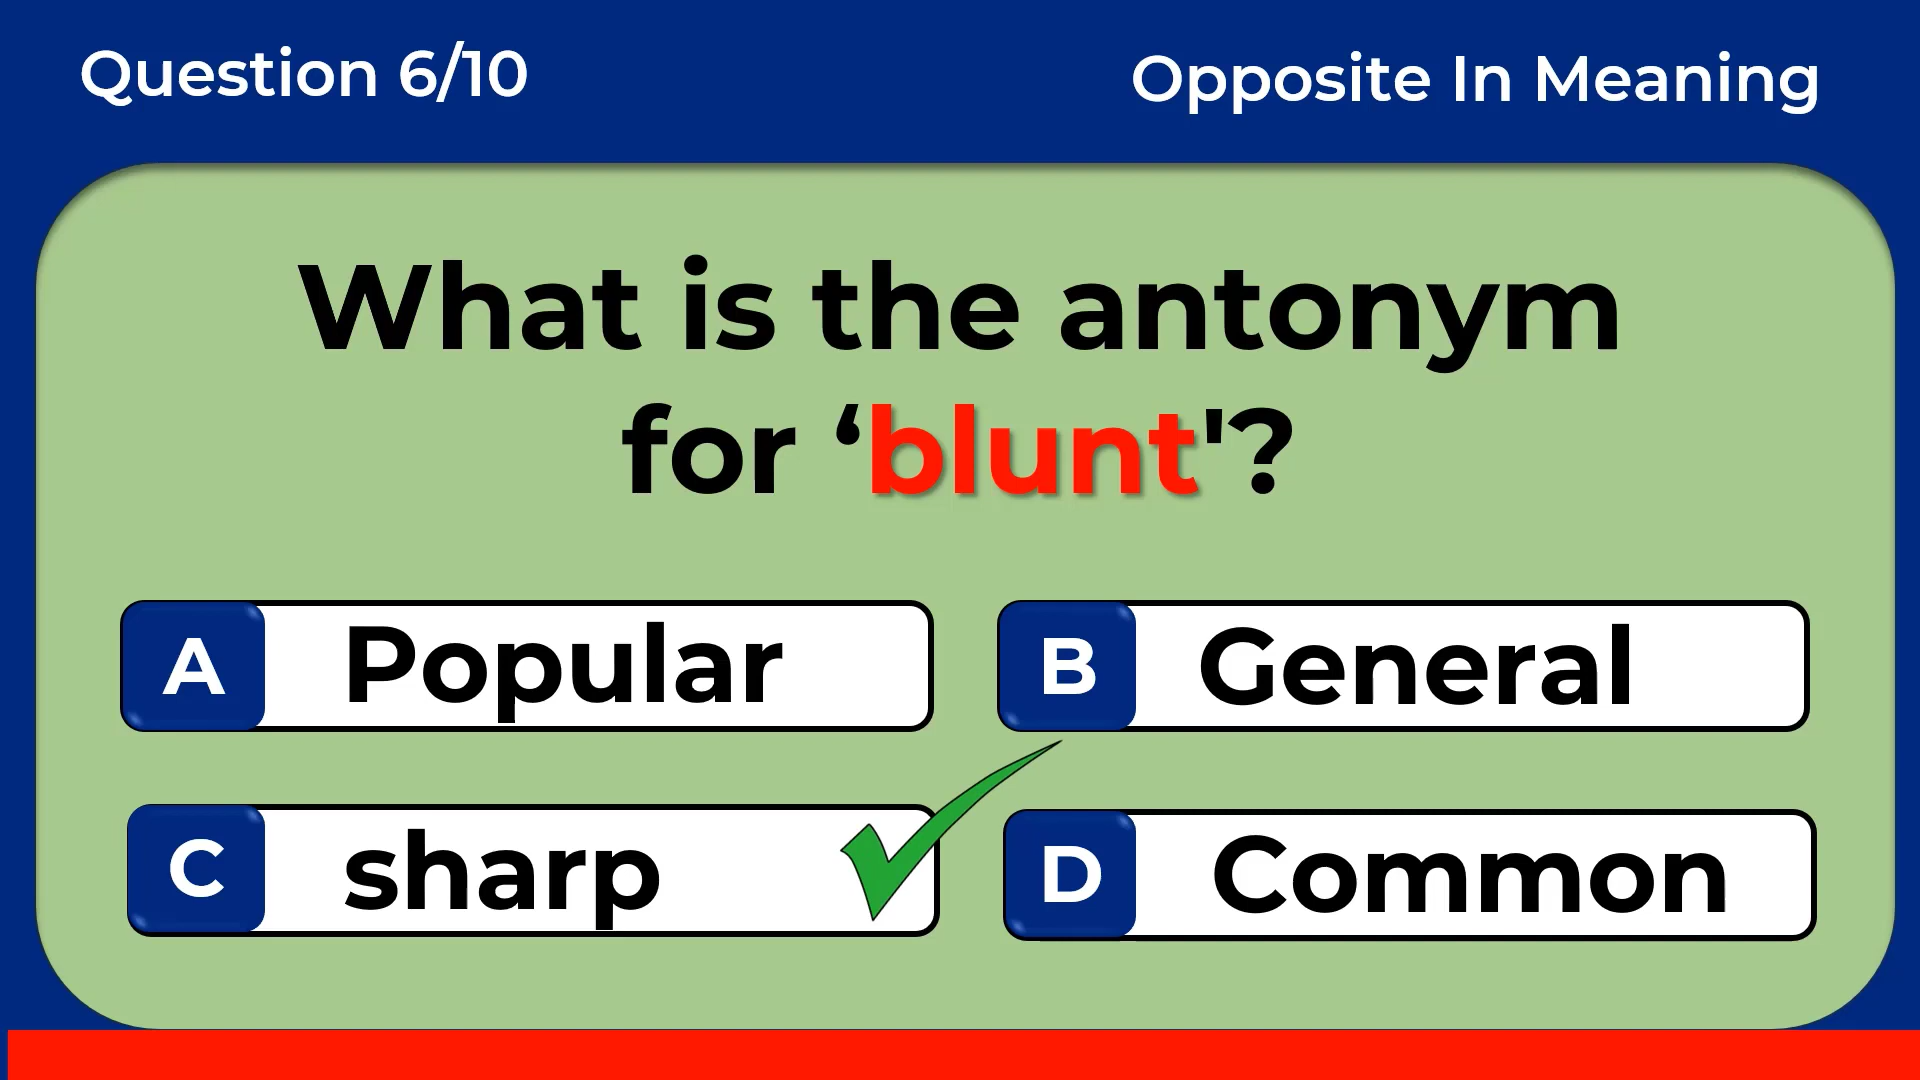 Question 6/10
Opposite In Meaning
What is the antonym
for ‘blunt'?
A Popular
B General
C sharp
D Common